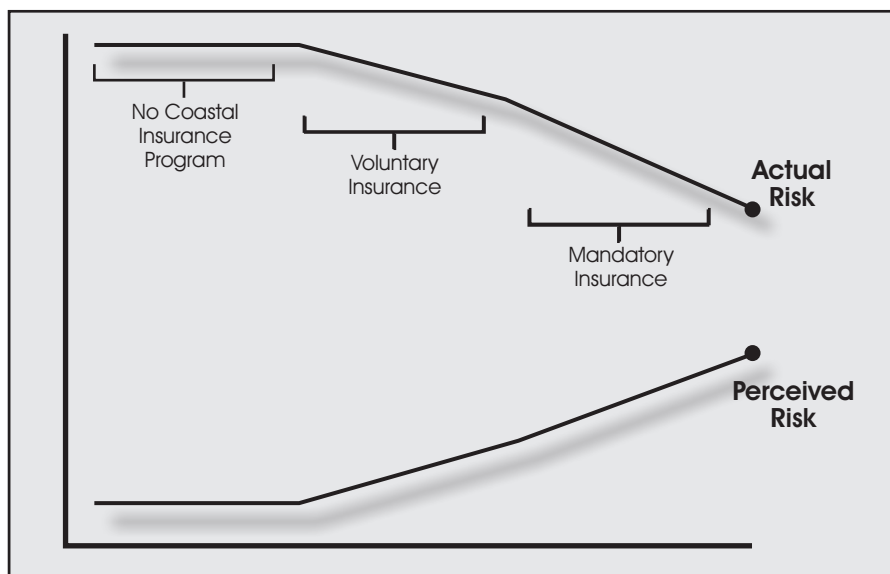 No Coastal
Insurance
Program
Voluntary
Insurance
Actual
Risk
Mandatory
Insurance
Perceived
Risk